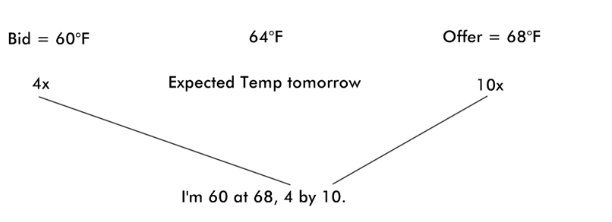 Bid = 60°F 64°F Offer = 68°F
4x Expected Temp tomorrow 10x
I'm 60 at 68, 4 by 10.